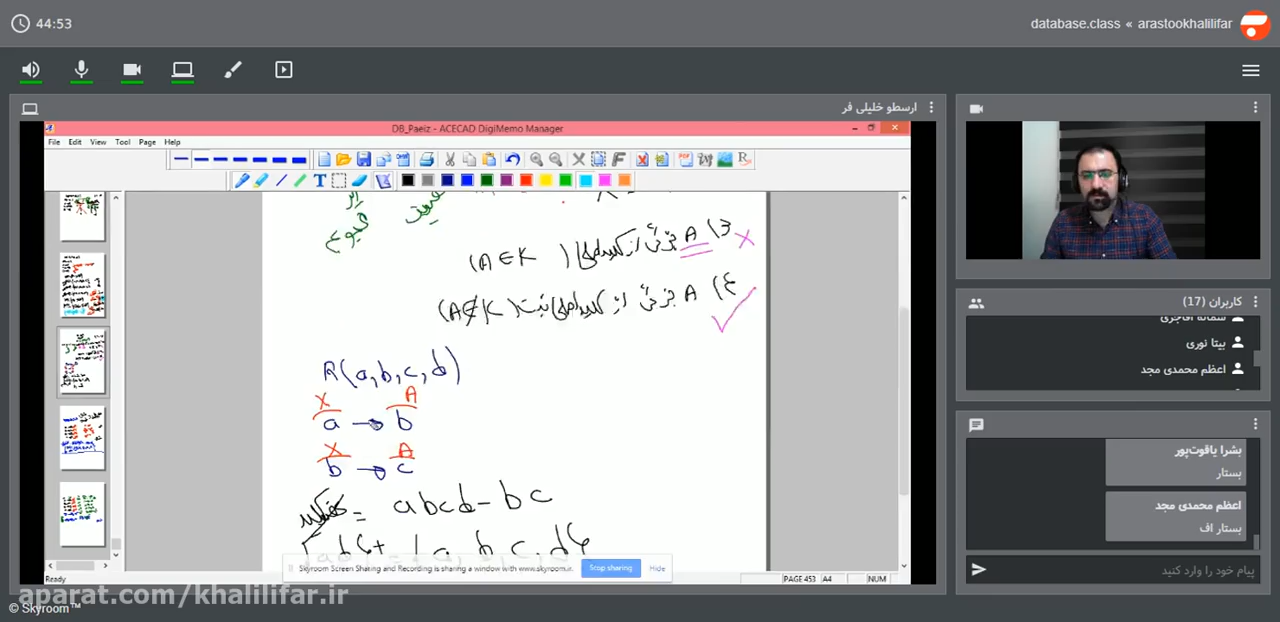 44:53
database.class « arastookhalilifar
ارسطو خلیلی فر
DB_Paeiz - ACECAD DigiMemo Manager
File Edit View Tool Page Help
۳) A جزئی از کلید اصلی (A ∈ K)
۴) A جزئی از کلید اصلی نیست (A ∉ K)
R(a,b,c,d)
X A
a → b
X A
b → c
= abcd - bc
Skyroom Screen Sharing and Recording is sharing a window with www.skyroom.ir.
Stop sharing
Hide
Ready
PAGE 453 A4 NUM
کاربران (17)
بیتا نوری
اعظم محمدی مجد
بشرا یاقوت‌پور
بستار
اعظم محمدی مجد
بستار اف
پیام خود را وارد کنید
aparat.com/khalilifar.ir
© Skyroom™